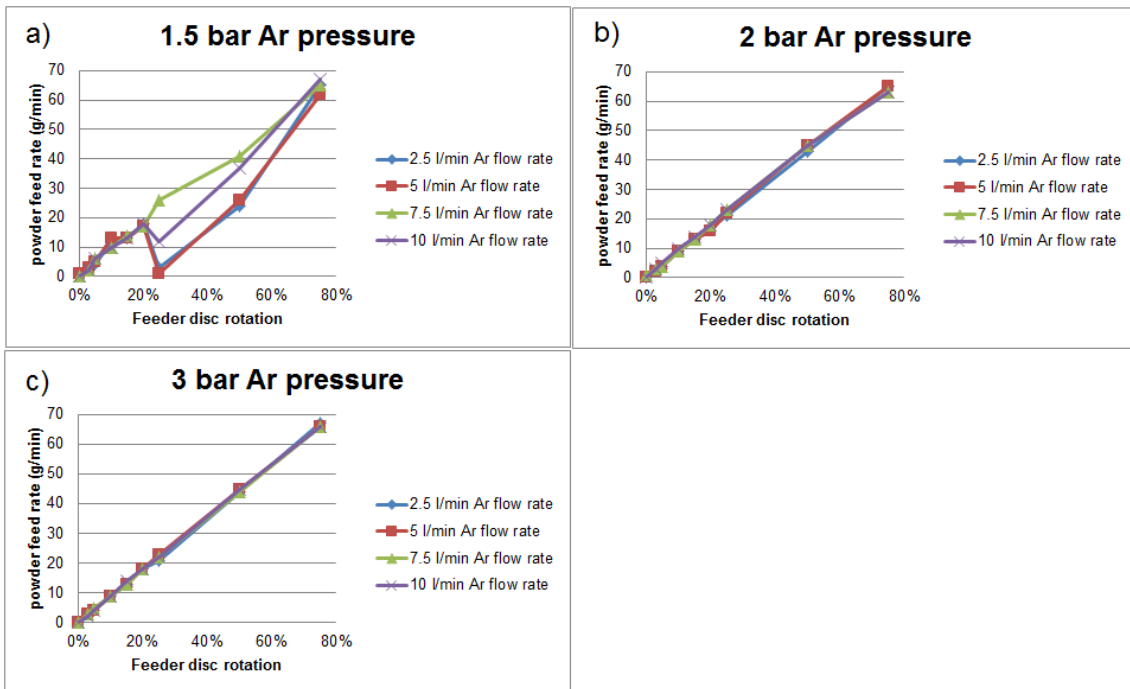 a)
1.5 bar Ar pressure
powder feed rate (g/min)
70
60
50
40
30
20
10
0
0%
20%
40%
60%
80%
Feeder disc rotation
2.5 l/min Ar flow rate
5 l/min Ar flow rate
7.5 l/min Ar flow rate
10 l/min Ar flow rate
b)
2 bar Ar pressure
powder feed rate (g/min)
70
60
50
40
30
20
10
0
0%
20%
40%
60%
80%
Feeder disc rotation
2.5 l/min Ar flow rate
5 l/min Ar flow rate
7.5 l/min Ar flow rate
10 l/min Ar flow rate
c)
3 bar Ar pressure
powder feed rate (g/min)
70
60
50
40
30
20
10
0
0%
20%
40%
60%
80%
Feeder disc rotation
2.5 l/min Ar flow rate
5 l/min Ar flow rate
7.5 l/min Ar flow rate
10 l/min Ar flow rate